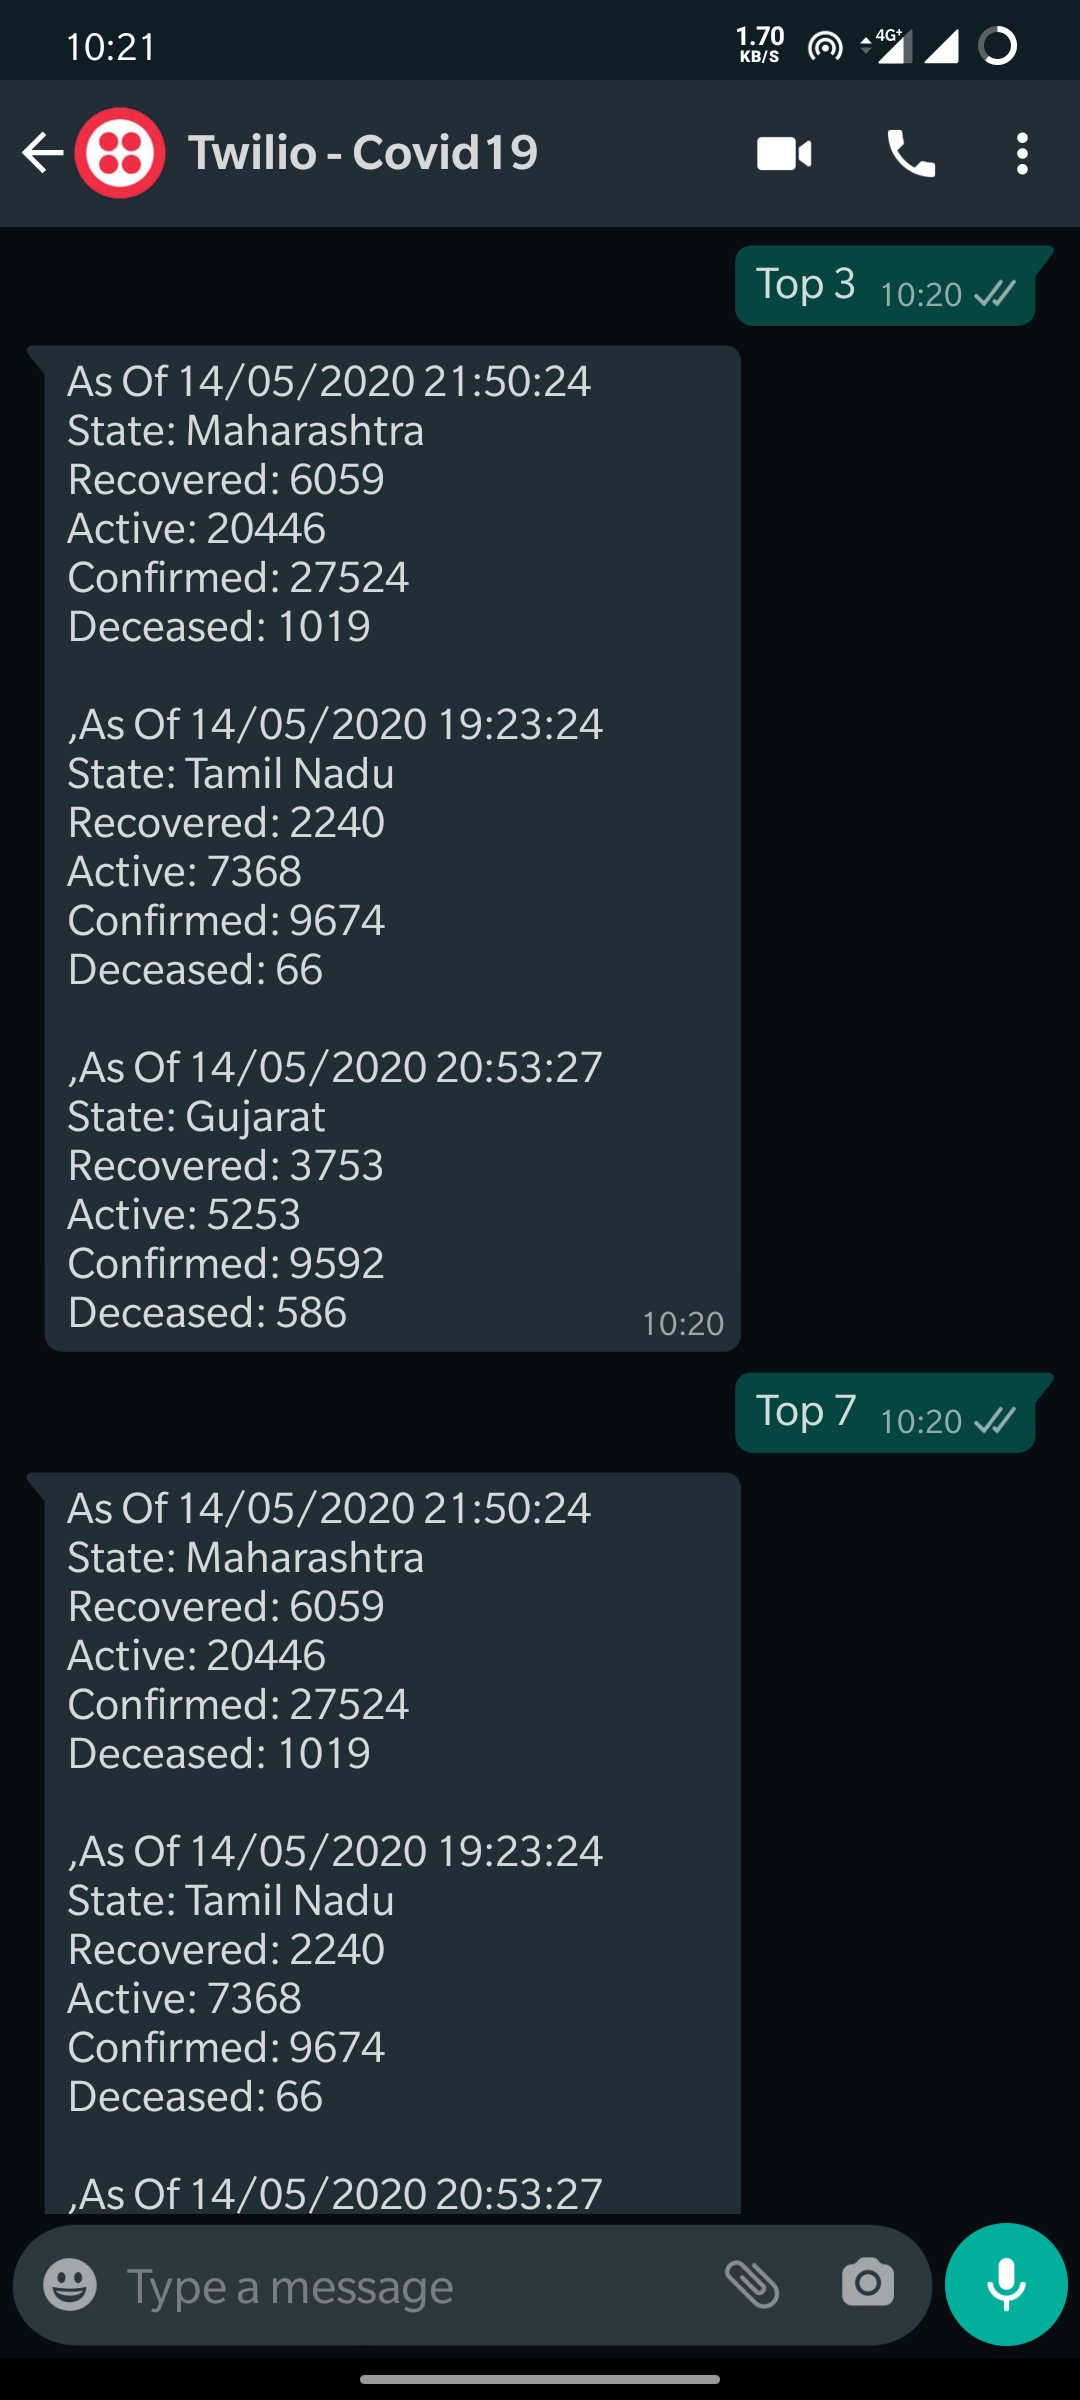 10:21
1.70
KB/S
4G+
Twilio - Covid19
Top 3 10:20
As Of 14/05/2020 21:50:24
State: Maharashtra
Recovered: 6059
Active: 20446
Confirmed: 27524
Deceased: 1019
,As Of 14/05/2020 19:23:24
State: Tamil Nadu
Recovered: 2240
Active: 7368
Confirmed: 9674
Deceased: 66
,As Of 14/05/2020 20:53:27
State: Gujarat
Recovered: 3753
Active: 5253
Confirmed: 9592
Deceased: 586
10:20
Top 7 10:20
As Of 14/05/2020 21:50:24
State: Maharashtra
Recovered: 6059
Active: 20446
Confirmed: 27524
Deceased: 1019
,As Of 14/05/2020 19:23:24
State: Tamil Nadu
Recovered: 2240
Active: 7368
Confirmed: 9674
Deceased: 66
,As Of 14/05/2020 20:53:27
Type a message